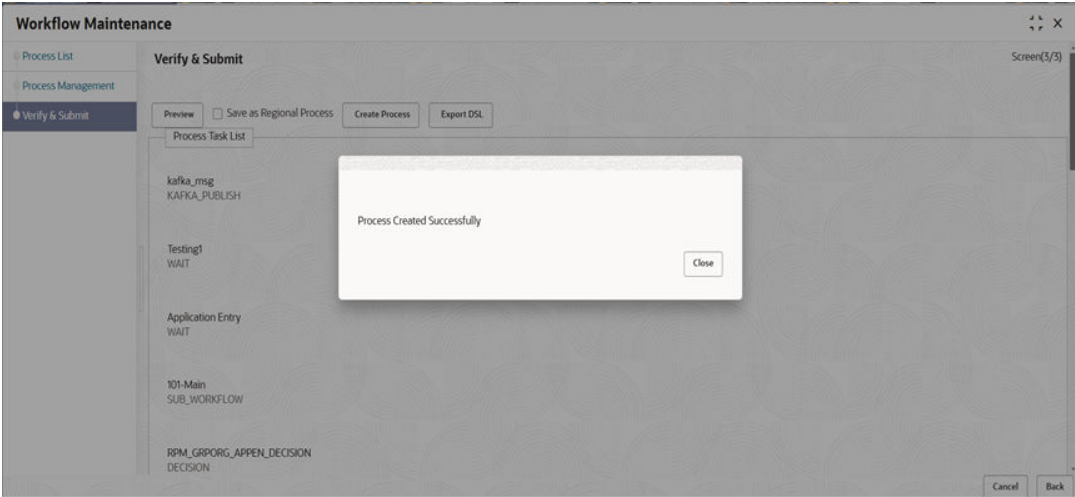 Workflow Maintenance
Process List
Process Management
Verify & Submit
Verify & Submit
Screen(3/3)
Preview
Save as Regional Process
Create Process
Export DSL
Process Task List
kafka_msg
KAFKA_PUBLISH
Testing1
WAIT
Application Entry
WAIT
101-Main
SUB_WORKFLOW
RPM_GRPORG_APPEN_DECISION
DECISION
Process Created Successfully
Close
Cancel
Back